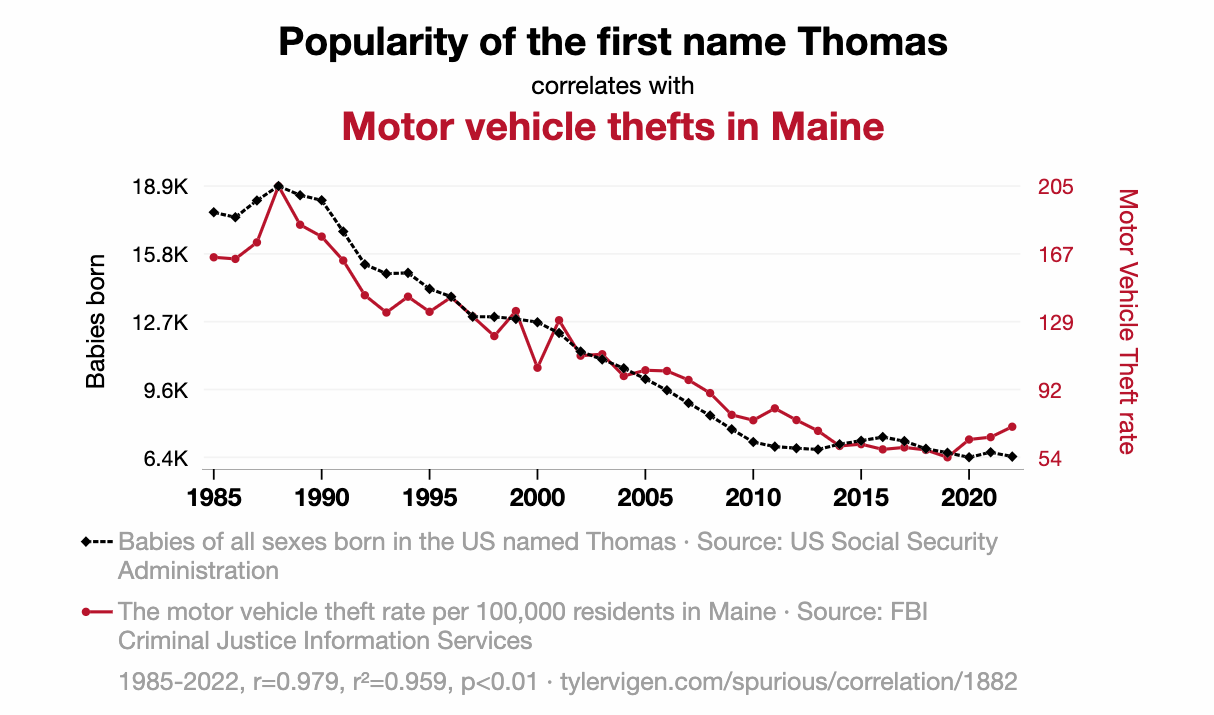 Popularity of the first name Thomas
correlates with
Motor vehicle thefts in Maine
Babies born
18.9K
15.8K
12.7K
9.6K
6.4K
205
167
129
92
54
Motor Vehicle Theft rate
1985 1990 1995 2000 2005 2010 2015 2020
Babies of all sexes born in the US named Thomas · Source: US Social Security
Administration
The motor vehicle theft rate per 100,000 residents in Maine · Source: FBI
Criminal Justice Information Services
1985-2022, r=0.979, r²=0.959, p<0.01 · tylervigen.com/spurious/correlation/1882